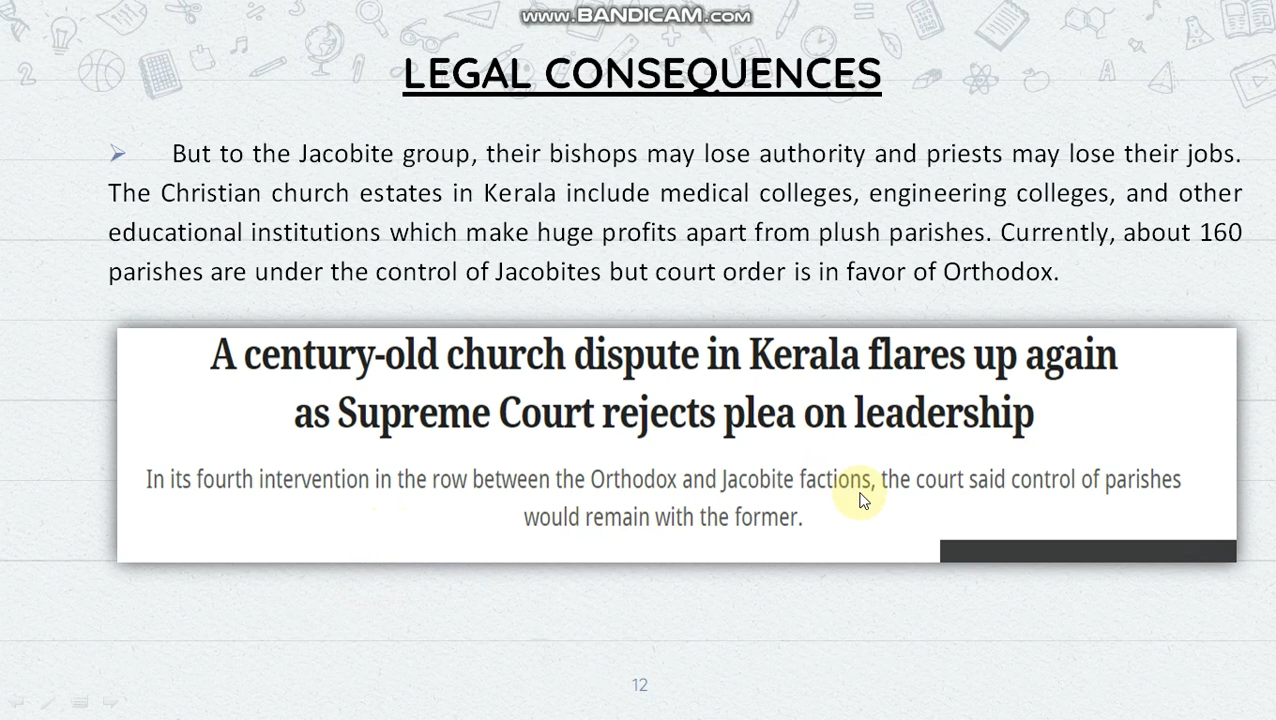 www.BANDICAM.com
LEGAL CONSEQUENCES
➢ But to the Jacobite group, their bishops may lose authority and priests may lose their jobs.
The Christian church estates in Kerala include medical colleges, engineering colleges, and other
educational institutions which make huge profits apart from plush parishes. Currently, about 160
parishes are under the control of Jacobites but court order is in favor of Orthodox.
A century-old church dispute in Kerala flares up again
as Supreme Court rejects plea on leadership
In its fourth intervention in the row between the Orthodox and Jacobite factions, the court said control of parishes
would remain with the former.
12